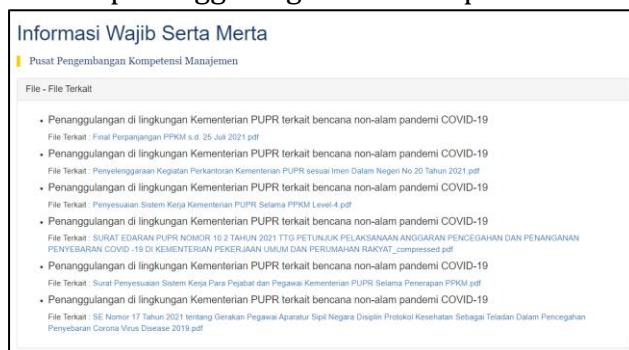 Informasi Wajib Serta Merta
Pusat Pengembangan Kompetensi Manajemen
File - File Terkait
• Penanggulangan di lingkungan Kementerian PUPR terkait bencana non-alam pandemi COVID-19
File Terkait : Final Perpanjangan PPKM s.d. 25 Juli 2021.pdf
• Penanggulangan di lingkungan Kementerian PUPR terkait bencana non-alam pandemi COVID-19
File Terkait : Penyelenggaraan Kegiatan Perkantoran Kementerian PUPR sesuai Imen Dalam Negeri No 20 Tahun 2021.pdf
• Penanggulangan di lingkungan Kementerian PUPR terkait bencana non-alam pandemi COVID-19
File Terkait : Penyesuaian Sistem Kerja Kementerian PUPR Selama PPKM Level-4.pdf
• Penanggulangan di lingkungan Kementerian PUPR terkait bencana non-alam pandemi COVID-19
File Terkait : SURAT EDARAN PUPR NOMOR 10.2 TAHUN 2021 TTG PETUNJUK PELAKSANAAN ANGGARAN PENCEGAHAN DAN PENANGANAN
PENYEBARAN COVID -19 DI KEMENTERIAN PEKERJAAN UMUM DAN PERUMAHAN RAKYAT_compressed.pdf
• Penanggulangan di lingkungan Kementerian PUPR terkait bencana non-alam pandemi COVID-19
File Terkait : Surat Penyesuaian Sistem Kerja Para Pejabat dan Pegawai Kementerian PUPR Selama Penerapan PPKM.pdf
• Penanggulangan di lingkungan Kementerian PUPR terkait bencana non-alam pandemi COVID-19
File Terkait : SE Nomor 17 Tahun 2021 tentang Gerakan Pegawai Aparatur Sipil Negara Disiplin Protokol Kesehatan Sebagai Teladan Dalam Pencegahan
Penyebaran Corona Virus Disease 2019.pdf